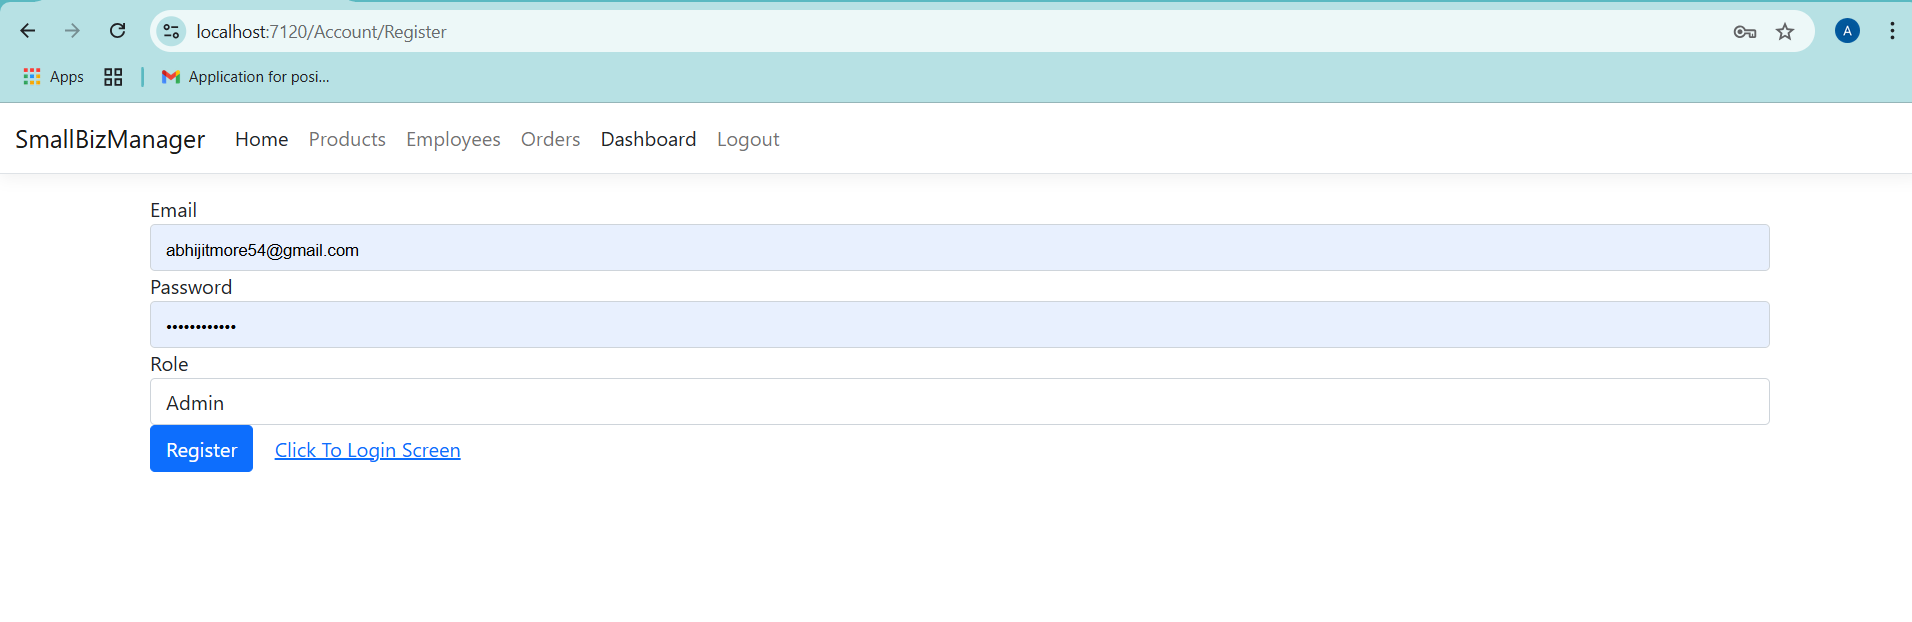 localhost:7120/Account/Register
A
Apps
Application for posi...
SmallBizManager Home Products Employees Orders Dashboard Logout
Email
abhijitmore54@gmail.com
Password
••••••••••••
Role
Admin
Register Click To Login Screen